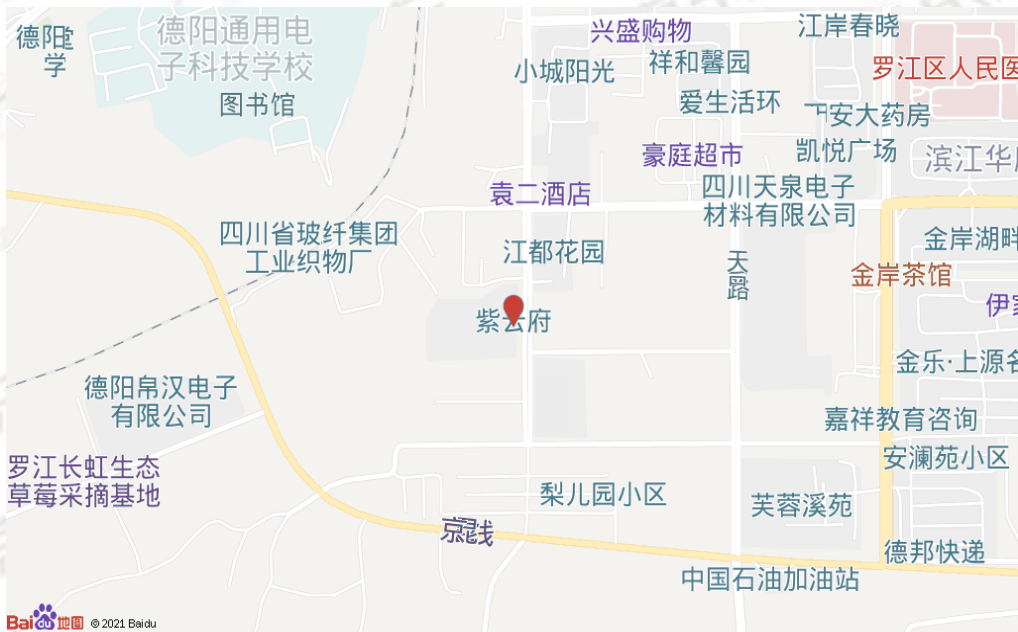 德阳
学
德阳通用电
子科技学校
图书馆
兴盛购物
江岸春晓
小城阳光
祥和馨园
罗江区人民医
爱生活环
安大药房
豪庭超市
凯悦广场
滨江华
袁二酒店
四川天泉电子
材料有限公司
四川省玻纤集团
工业织物厂
江都花园
金岸湖畔
天
路
金岸茶馆
紫云府
伊家
金乐·上源名
德阳帛汉电子
有限公司
嘉祥教育咨询
罗江长虹生态
草莓采摘基地
安澜苑小区
梨儿园小区
芙蓉溪苑
京
线
德邦快递
中国石油加油站
Bai du 地图
© 2021 Baidu